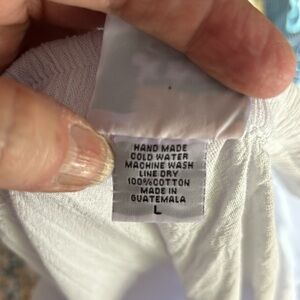 HAND MADE
COLD WATER
MACHINE WASH
LINE DRY
100%COTTON
MADE IN
GUATEMALA
L